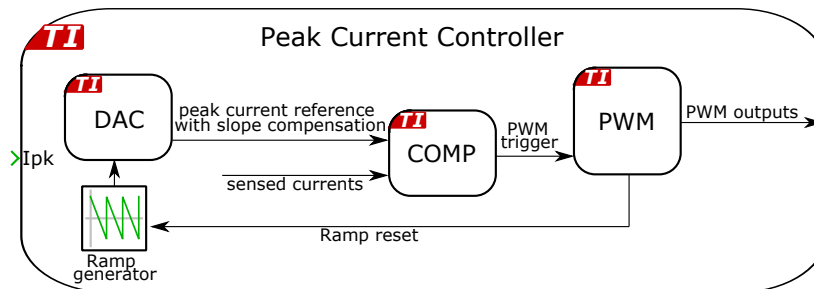 TI
Peak Current Controller
TI
DAC
peak current reference
with slope compensation
TI
COMP
PWM
trigger
TI
PWM
PWM outputs
Ipk
sensed currents
Ramp reset
Ramp
generator